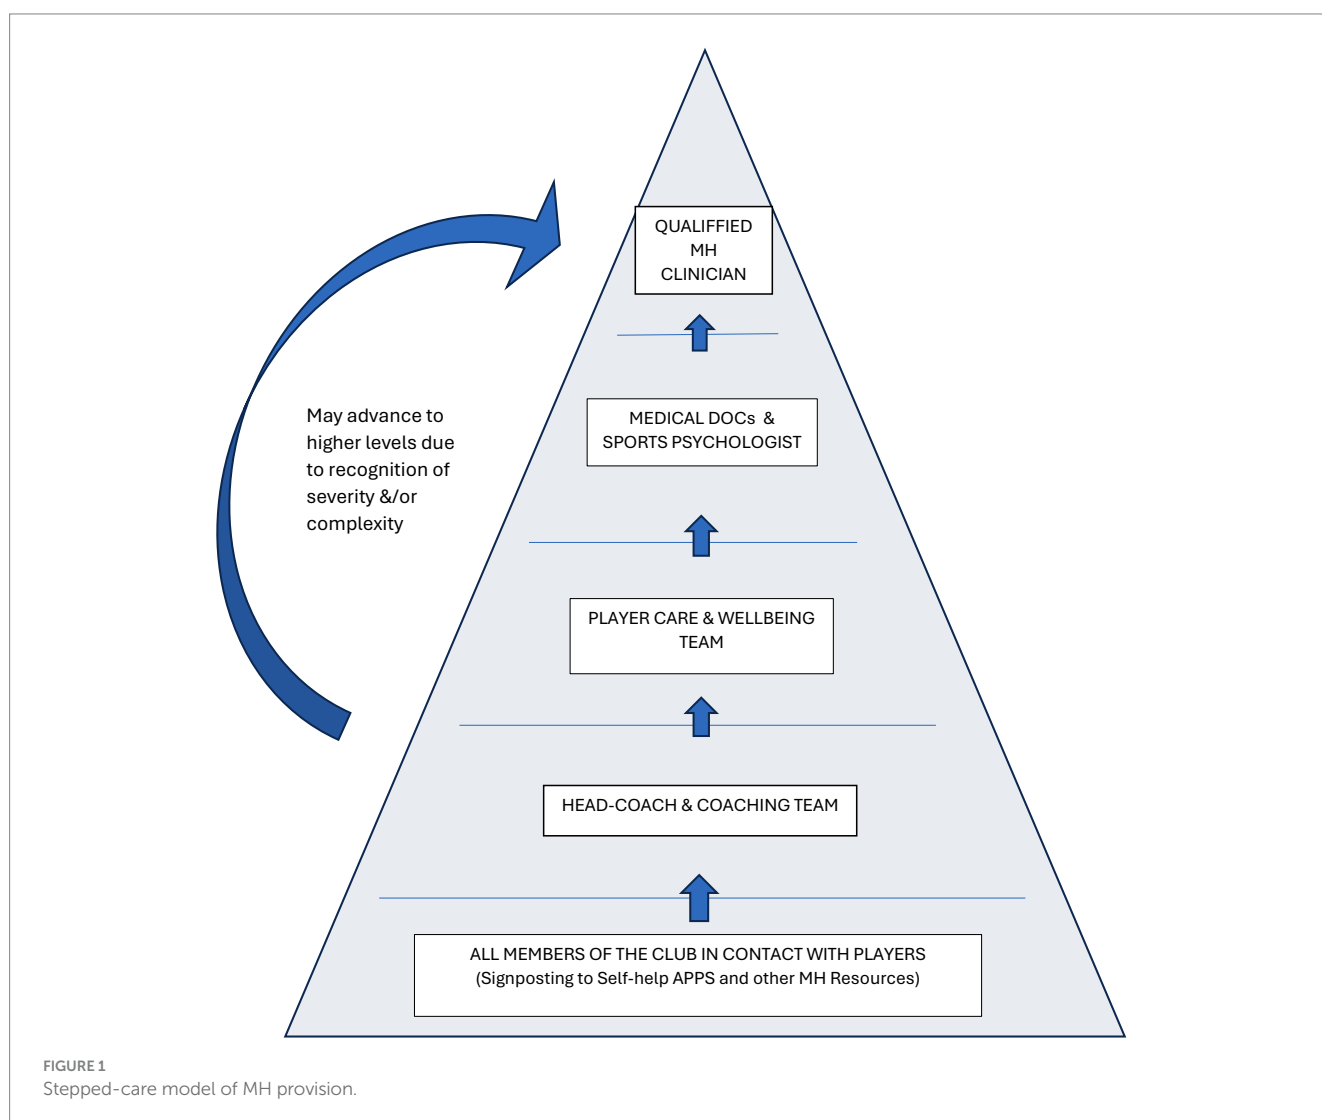 QUALIFFIED
MH
CLINICIAN
MEDICAL DOCs &
SPORTS PSYCHOLOGIST
May advance to
higher levels due
to recognition of
severity &/or
complexity
PLAYER CARE & WELLBEING
TEAM
HEAD-COACH & COACHING TEAM
ALL MEMBERS OF THE CLUB IN CONTACT WITH PLAYERS
(Signposting to Self-help APPS and other MH Resources)
FIGURE 1
Stepped-care model of MH provision.